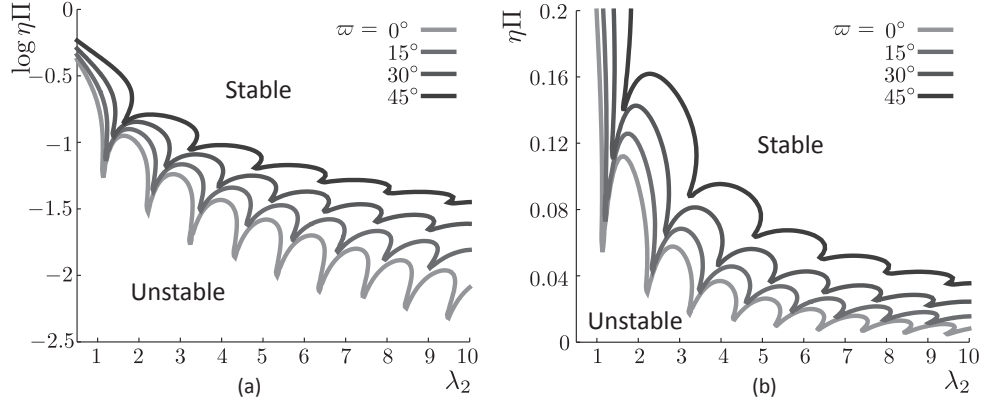 log ηΠ
0
−0.5
−1
−1.5
−2
−2.5
1 2 3 4 5 6 7 8 9 10
λ₂
ϖ = 0°
15°
30°
45°
Stable
Unstable
(a)
ηΠ
0.2
0.16
0.12
0.08
0.04
0
1 2 3 4 5 6 7 8 9 10
λ₂
ϖ = 0°
15°
30°
45°
Stable
Unstable
(b)